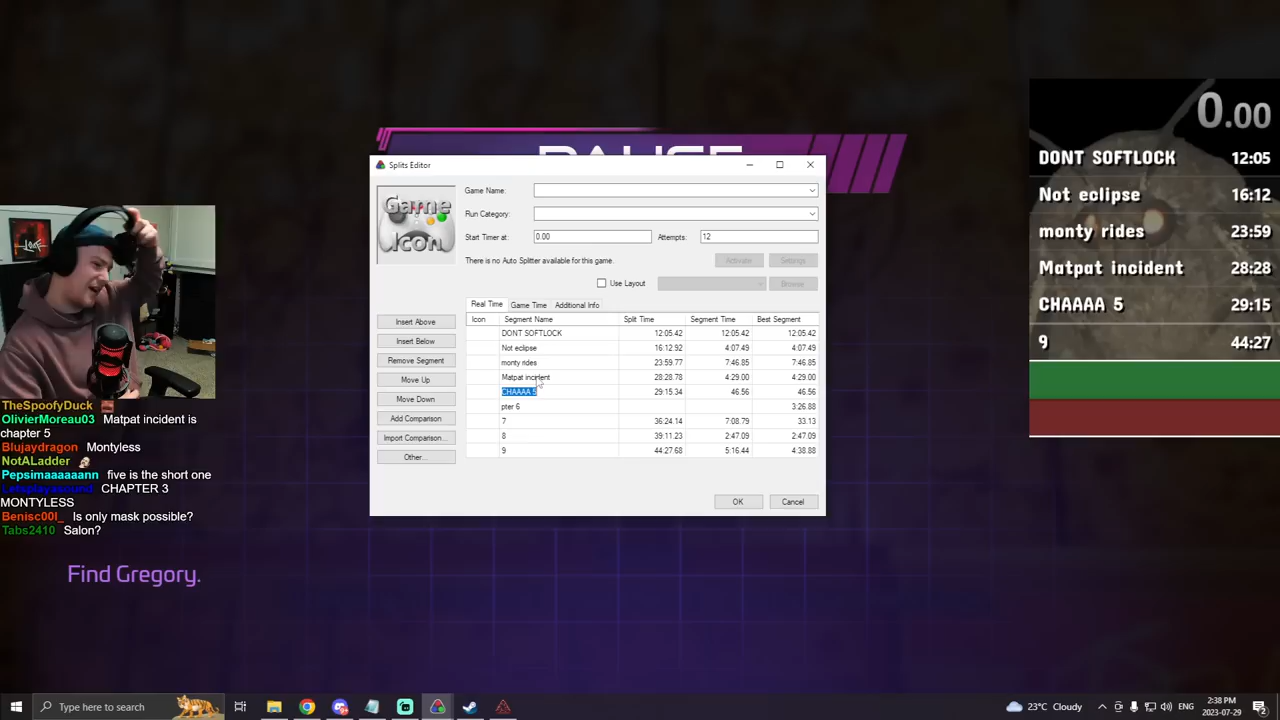 PAUSE
Splits Editor
Game Icon
Game Name:
Run Category:
Start Timer at: 0.00 Attempts: 12
There is no Auto Splitter available for this game. Activate Settings
Use Layout Browse
Real Time Game Time Additional Info
Icon Segment Name Split Time Segment Time Best Segment
DONT SOFTLOCK 12:05.42 12:05.42 12:05.42
Not eclipse 16:12.92 4:07.49 4:07.49
monty rides 23:59.77 7:46.85 7:46.85
Matpat incident 28:28.78 4:29.00 4:29.00
CHAAAA 5 29:15.34 46.56 46.56
pter 6 3:26.88
7 36:24.14 7:08.79 33.13
8 39:11.23 2:47.09 2:47.09
9 44:27.68 5:16.44 4:38.88
Insert Above
Insert Below
Remove Segment
Move Up
Move Down
Add Comparison
Import Comparison...
Other...
OK Cancel
0.00
DONT SOFTLOCK 12:05
Not eclipse 16:12
monty rides 23:59
Matpat incident 28:28
CHAAAA 5 29:15
9 44:27
TheSpoofyDuck
OlivierMoreau03 Matpat incident is
chapter 5
Blujaydragon Montyless
NotALadder
Pepsimaaaaaann five is the short one
Letsplayasound CHAPTER 3
MONTYLESS
Benisc00l_ Is only mask possible?
Tabs2410 Salon?
Find Gregory.
Type here to search
23°C Cloudy
ENG
2:38 PM
2023-07-29
2